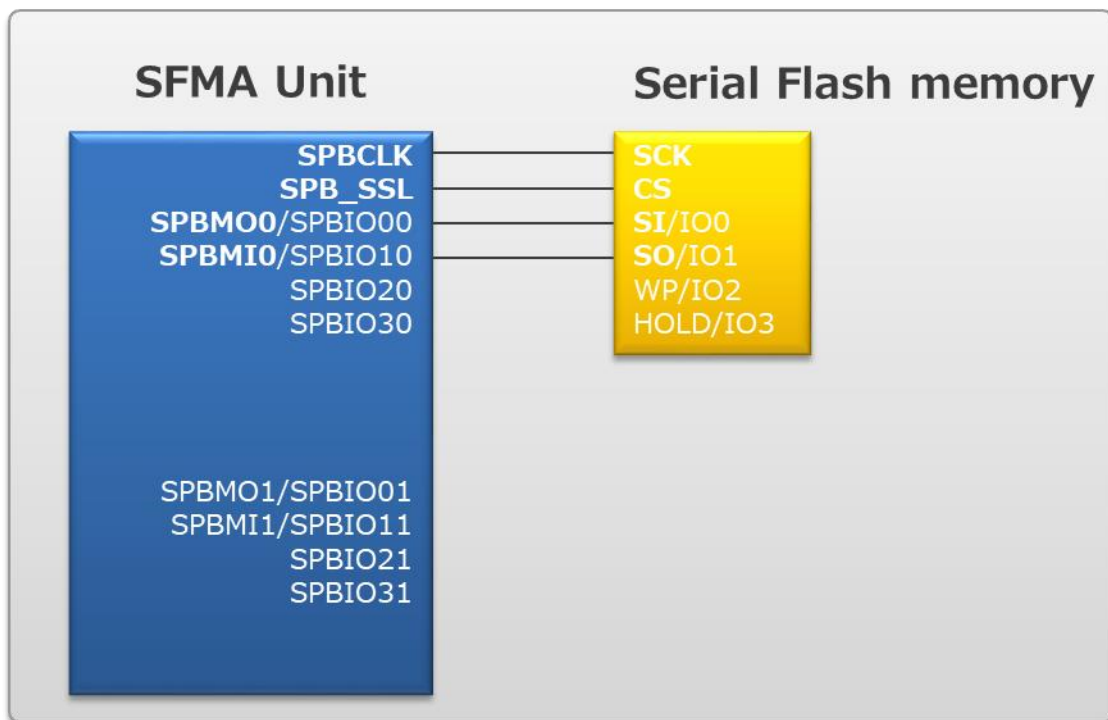 SFMA Unit
Serial Flash memory
SPBCLK
SPB_SSL
SPBMO0/SPBIO00
SPBMI0/SPBIO10
SPBIO20
SPBIO30
SPBMO1/SPBIO01
SPBMI1/SPBIO11
SPBIO21
SPBIO31
SCK
CS
SI/IO0
SO/IO1
WP/IO2
HOLD/IO3